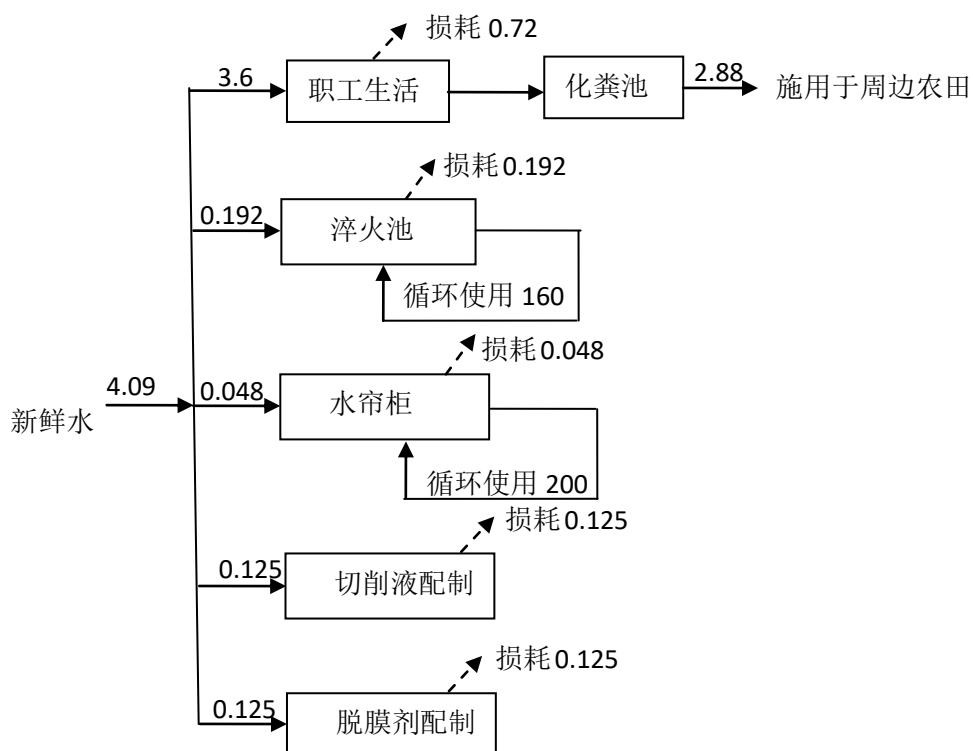 损耗 0.72
3.6
职工生活
化粪池
2.88
施用于周边农田
损耗 0.192
0.192
淬火池
循环使用 160
损耗 0.048
新鲜水
4.09
0.048
水帘柜
循环使用 200
损耗 0.125
0.125
切削液配制
损耗 0.125
0.125
脱膜剂配制